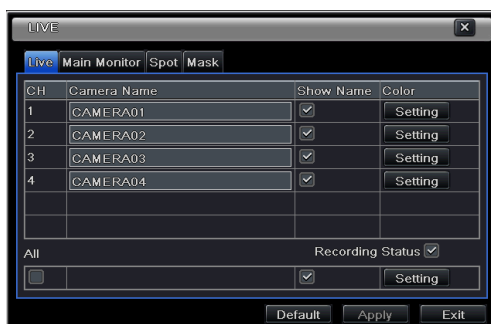 LIVE
Live Main Monitor Spot Mask
CH Camera Name Show Name Color
1 CAMERA01 Setting
2 CAMERA02 Setting
3 CAMERA03 Setting
4 CAMERA04 Setting
All Recording Status
Setting
Default Apply Exit